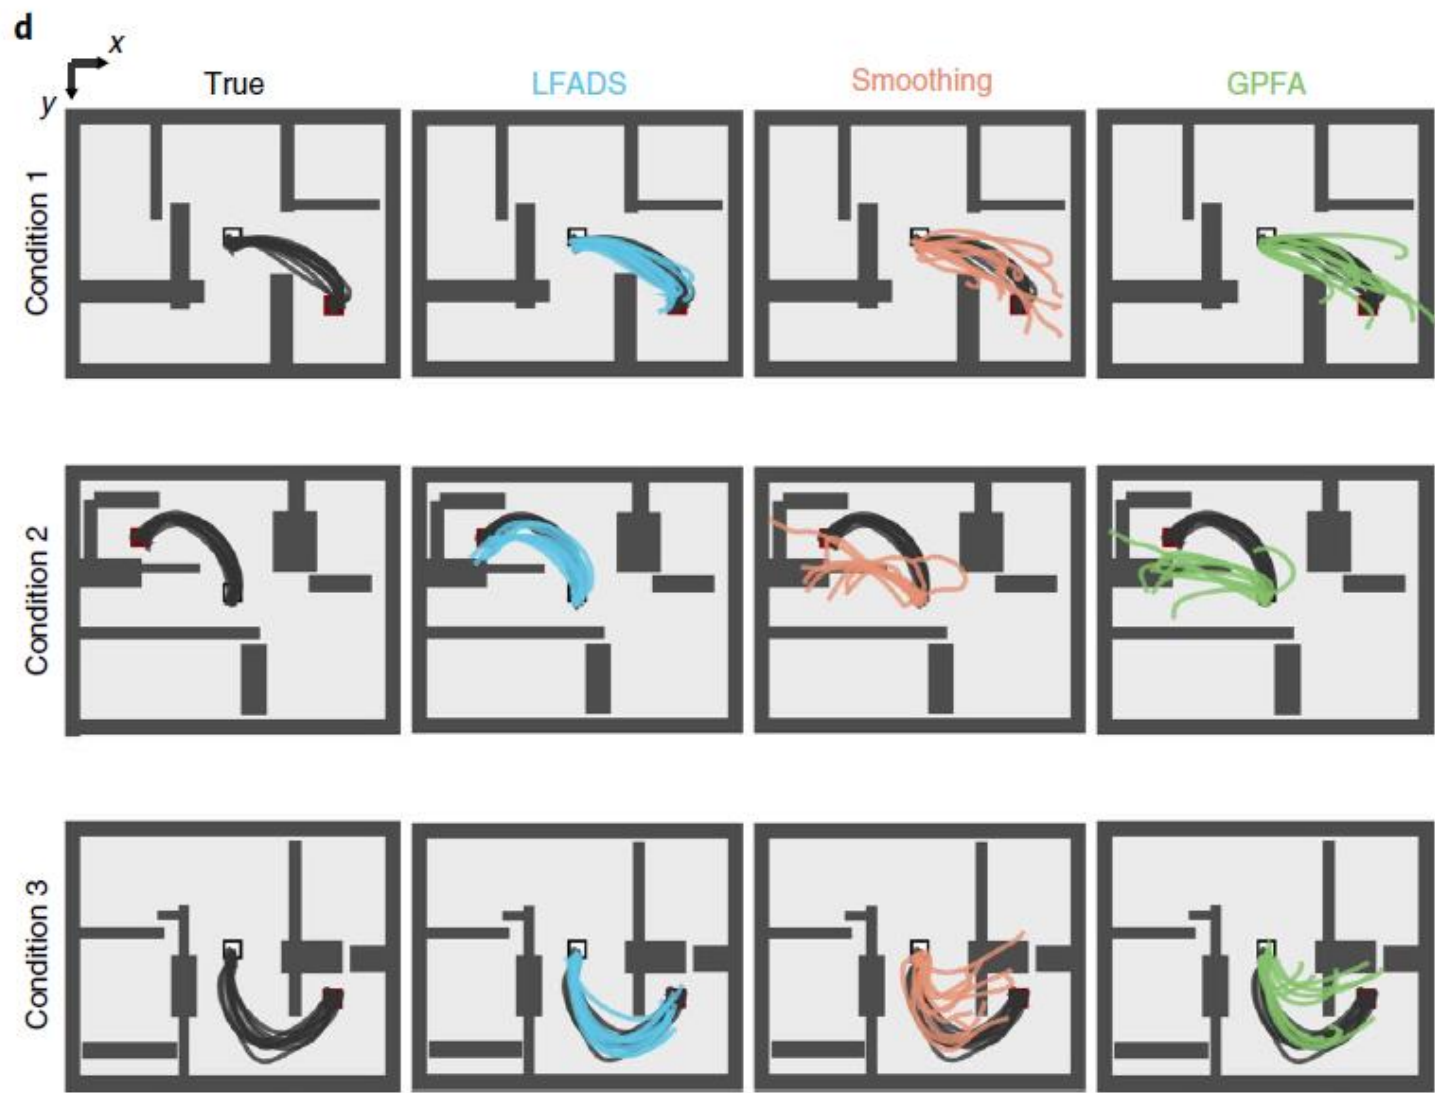 d
x
y
True LFADS Smoothing GPFA
Condition 1
Condition 2
Condition 3